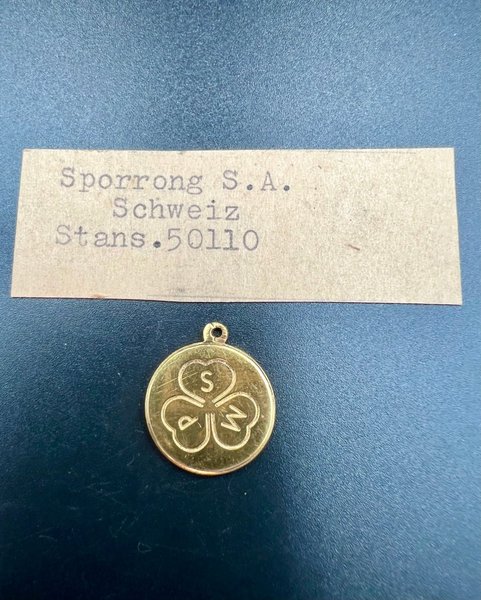 Sporrong S.A.
Schweiz
Stans.50110
S
P M